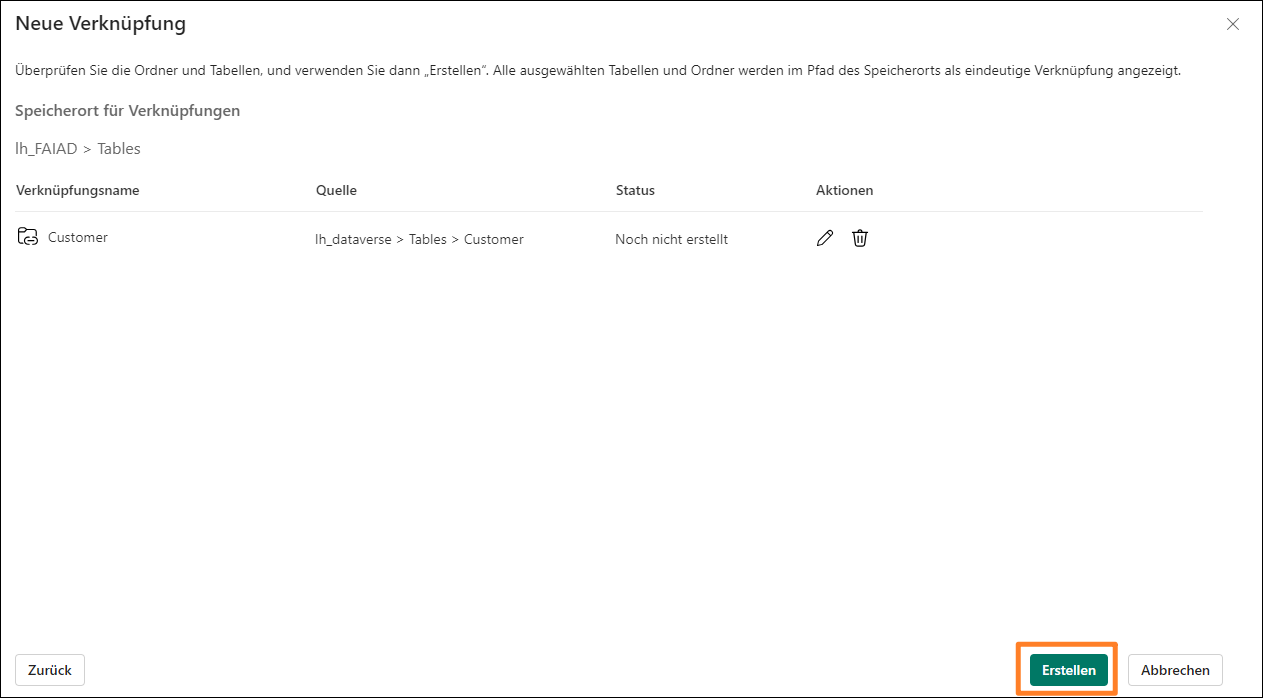 Neue Verknüpfung
Überprüfen Sie die Ordner und Tabellen, und verwenden Sie dann „Erstellen“. Alle ausgewählten Tabellen und Ordner werden im Pfad des Speicherorts als eindeutige Verknüpfung angezeigt.
Speicherort für Verknüpfungen
lh_FAIAD > Tables
Verknüpfungsname Quelle Status Aktionen
Customer lh_dataverse > Tables > Customer Noch nicht erstellt
Zurück Erstellen Abbrechen